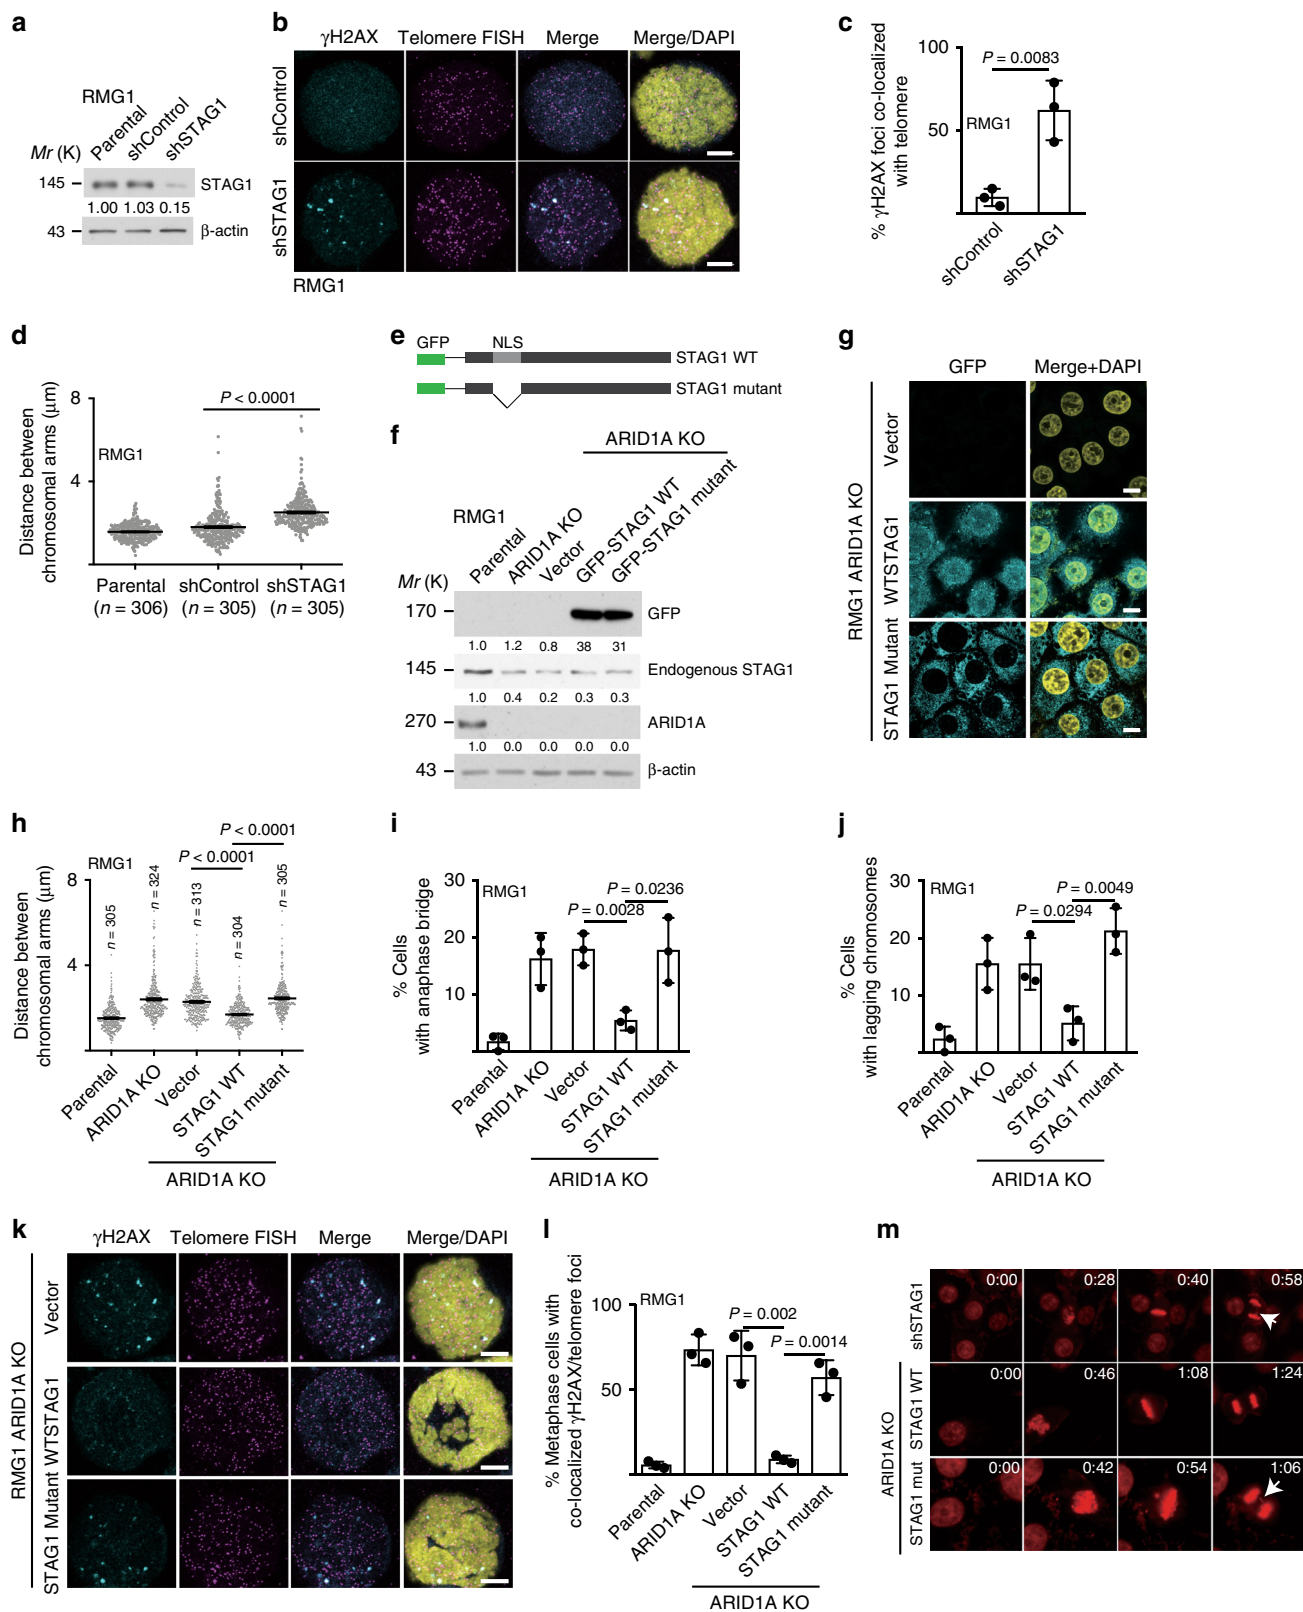 a
RMG1
Parental
shControl
shSTAG1
Mr (K)
145
STAG1
1.00 1.03 0.15
43
β-actin
b
γH2AX Telomere FISH Merge Merge/DAPI
shControl
shSTAG1
RMG1
c
% γH2AX foci co-localized
with telomere
100
50
P = 0.0083
RMG1
shControl
shSTAG1
d
Distance between
chromosomal arms (μm)
8
4
P < 0.0001
RMG1
Parental shControl shSTAG1
(n = 306) (n = 305) (n = 305)
e
GFP NLS
STAG1 WT
STAG1 mutant
f
ARID1A KO
RMG1
Parental
ARID1A KO
Vector
GFP-STAG1 WT
GFP-STAG1 mutant
Mr (K)
170
GFP
1.0 1.2 0.8 38 31
145
Endogenous STAG1
1.0 0.4 0.2 0.3 0.3
270
ARID1A
1.0 0.0 0.0 0.0 0.0
43
β-actin
g
GFP Merge+DAPI
RMG1 ARID1A KO
Vector
WTSTAG1
STAG1 Mutant
h
Distance between
chromosomal arms (μm)
RMG1
8
4
P < 0.0001
P < 0.0001
n = 305
n = 324
n = 313
n = 304
n = 305
Parental
ARID1A KO
Vector
STAG1 WT
STAG1 mutant
ARID1A KO
i
% Cells
with anaphase bridge
30
20
10
RMG1
P = 0.0236
P = 0.0028
Parental
ARID1A KO
Vector
STAG1 WT
STAG1 mutant
ARID1A KO
j
% Cells
with lagging chromosomes
30
20
10
RMG1
P = 0.0049
P = 0.0294
Parental
ARID1A KO
Vector
STAG1 WT
STAG1 mutant
ARID1A KO
k
γH2AX Telomere FISH Merge Merge/DAPI
RMG1 ARID1A KO
Vector
WTSTAG1
STAG1 Mutant
l
% Metaphase cells with
co-localized γH2AX/telomere foci
100
50
RMG1
P = 0.002
P = 0.0014
Parental
ARID1A KO
Vector
STAG1 WT
STAG1 mutant
ARID1A KO
m
shSTAG1
0:00 0:28 0:40 0:58
ARID1A KO
STAG1 WT
0:00 0:46 1:08 1:24
STAG1 mut
0:00 0:42 0:54 1:06